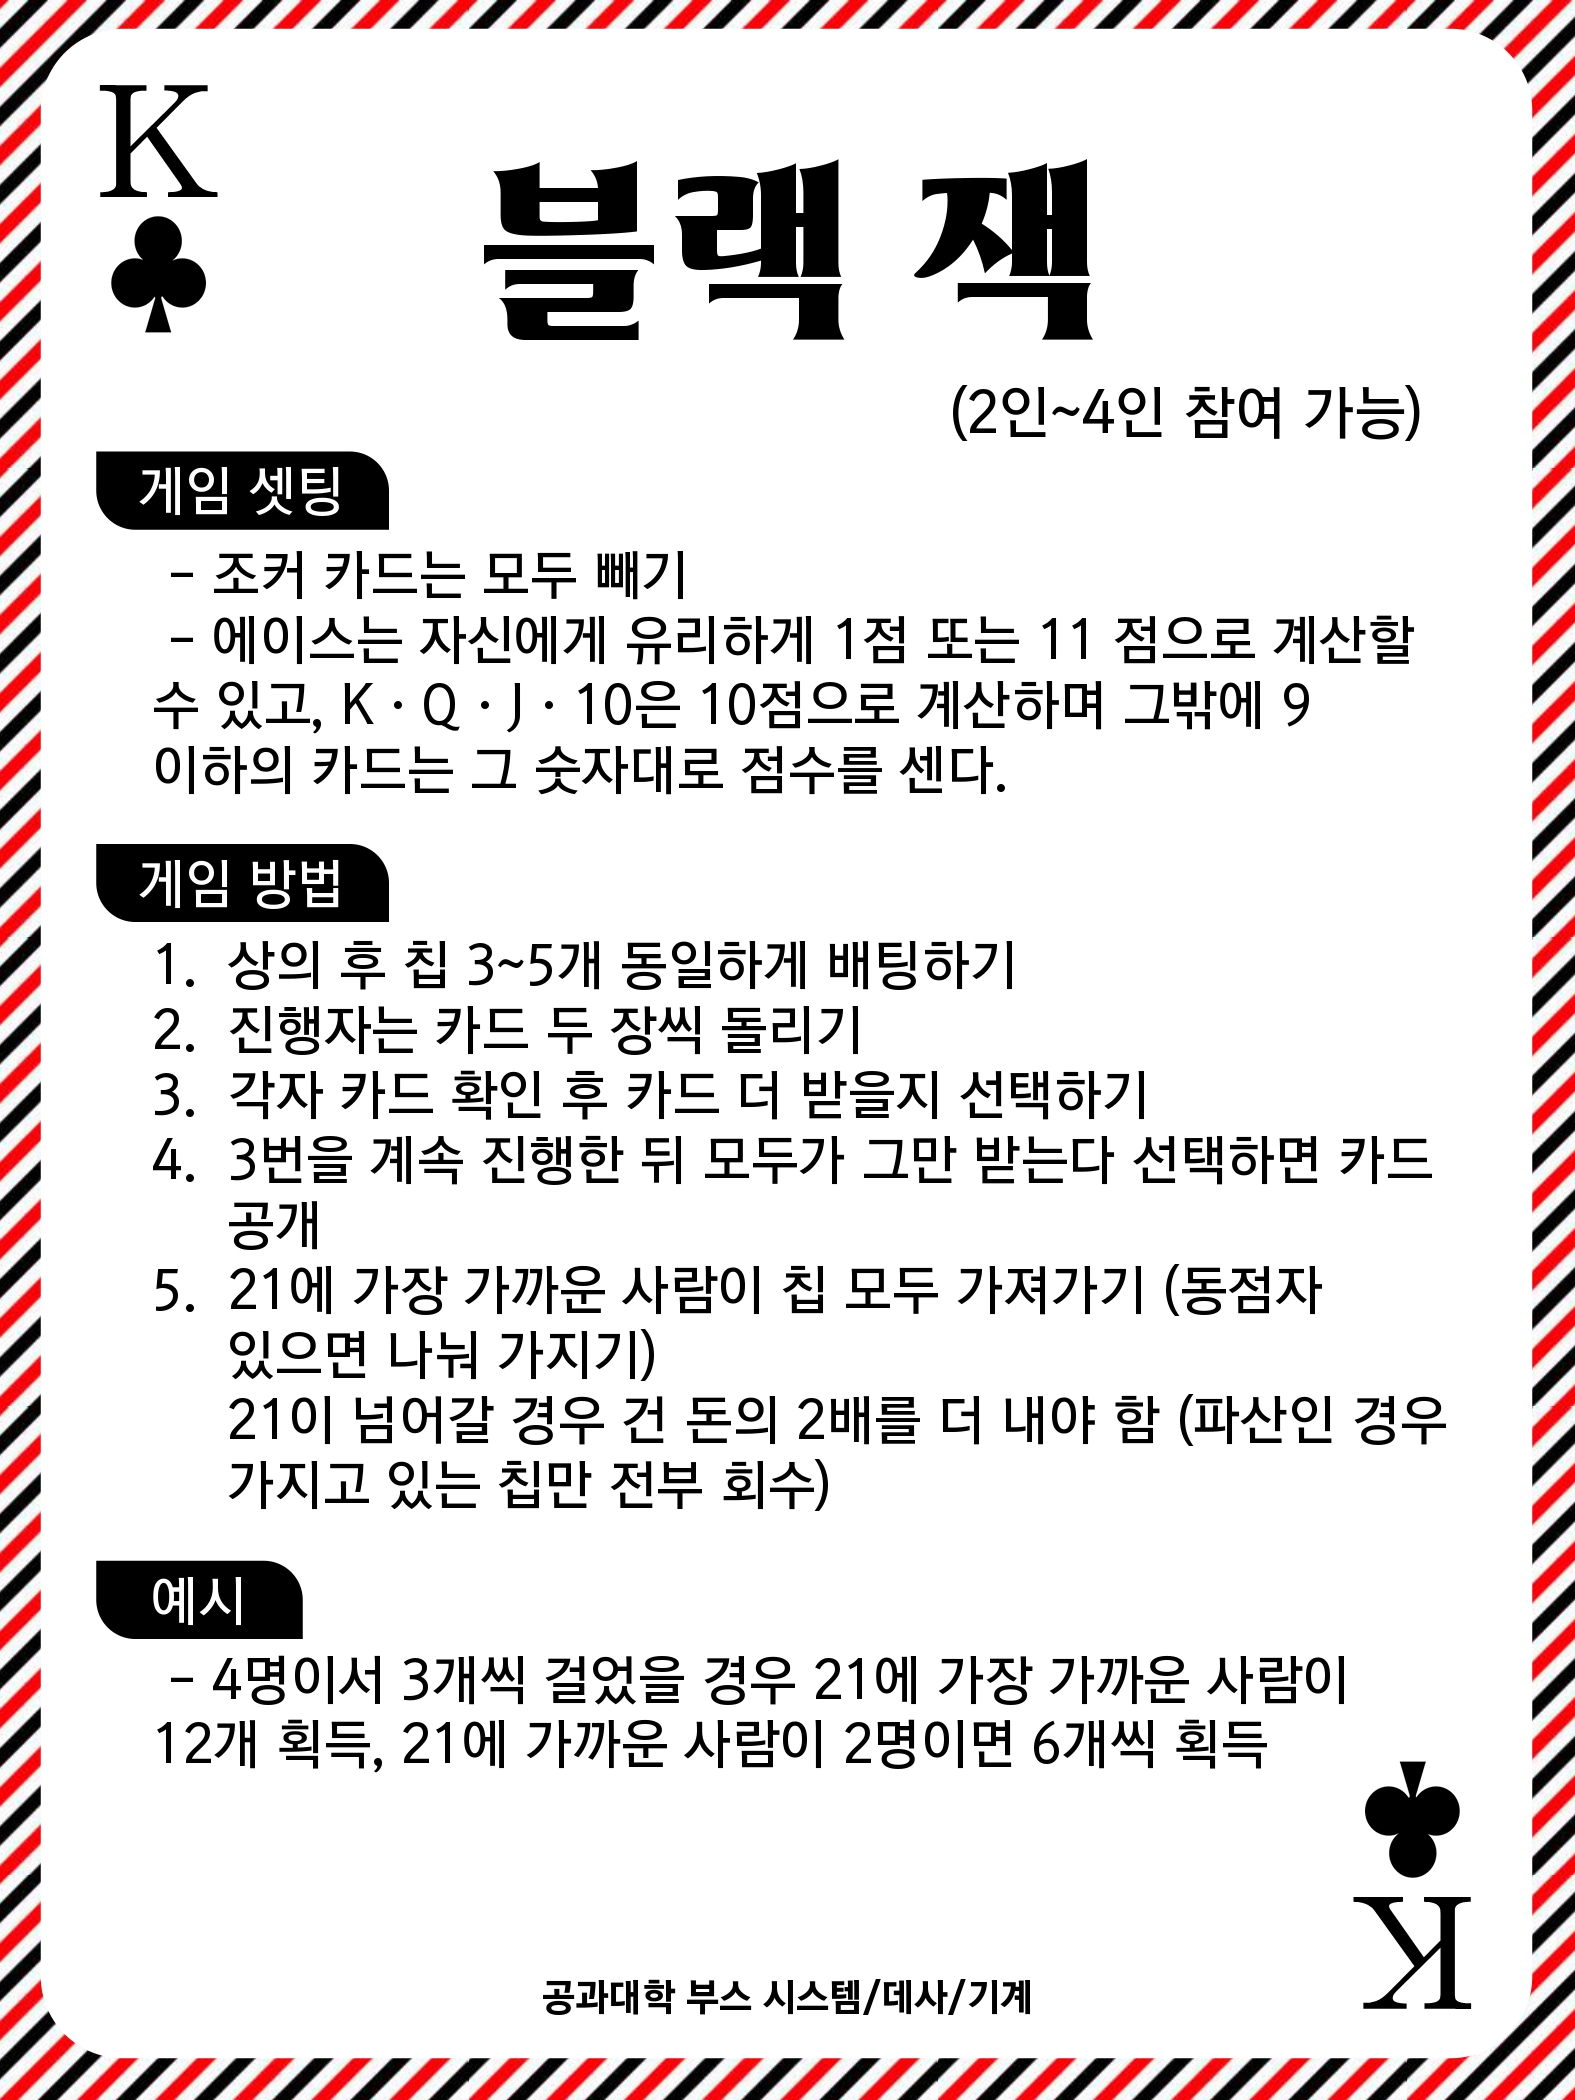 K
블랙 잭
(2인~4인 참여 가능)
게임 셋팅
- 조커 카드는 모두 빼기
- 에이스는 자신에게 유리하게 1점 또는 11 점으로 계산할
수 있고, K · Q · J · 10은 10점으로 계산하며 그밖에 9
이하의 카드는 그 숫자대로 점수를 센다.
게임 방법
1. 상의 후 칩 3~5개 동일하게 배팅하기
2. 진행자는 카드 두 장씩 돌리기
3. 각자 카드 확인 후 카드 더 받을지 선택하기
4. 3번을 계속 진행한 뒤 모두가 그만 받는다 선택하면 카드
공개
5. 21에 가장 가까운 사람이 칩 모두 가져가기 (동점자
있으면 나눠 가지기)
21이 넘어갈 경우 건 돈의 2배를 더 내야 함 (파산인 경우
가지고 있는 칩만 전부 회수)
예시
- 4명이서 3개씩 걸었을 경우 21에 가장 가까운 사람이
12개 획득, 21에 가까운 사람이 2명이면 6개씩 획득
K
공과대학 부스 시스템/데사/기계